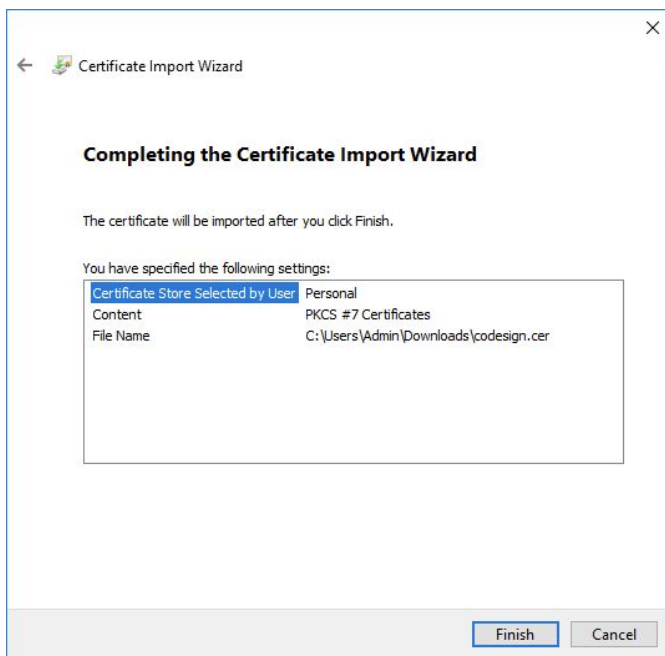 Certificate Import Wizard
Completing the Certificate Import Wizard
The certificate will be imported after you click Finish.
You have specified the following settings:
Certificate Store Selected by User Personal
Content PKCS #7 Certificates
File Name C:\Users\Admin\Downloads\codesign.cer
Finish Cancel